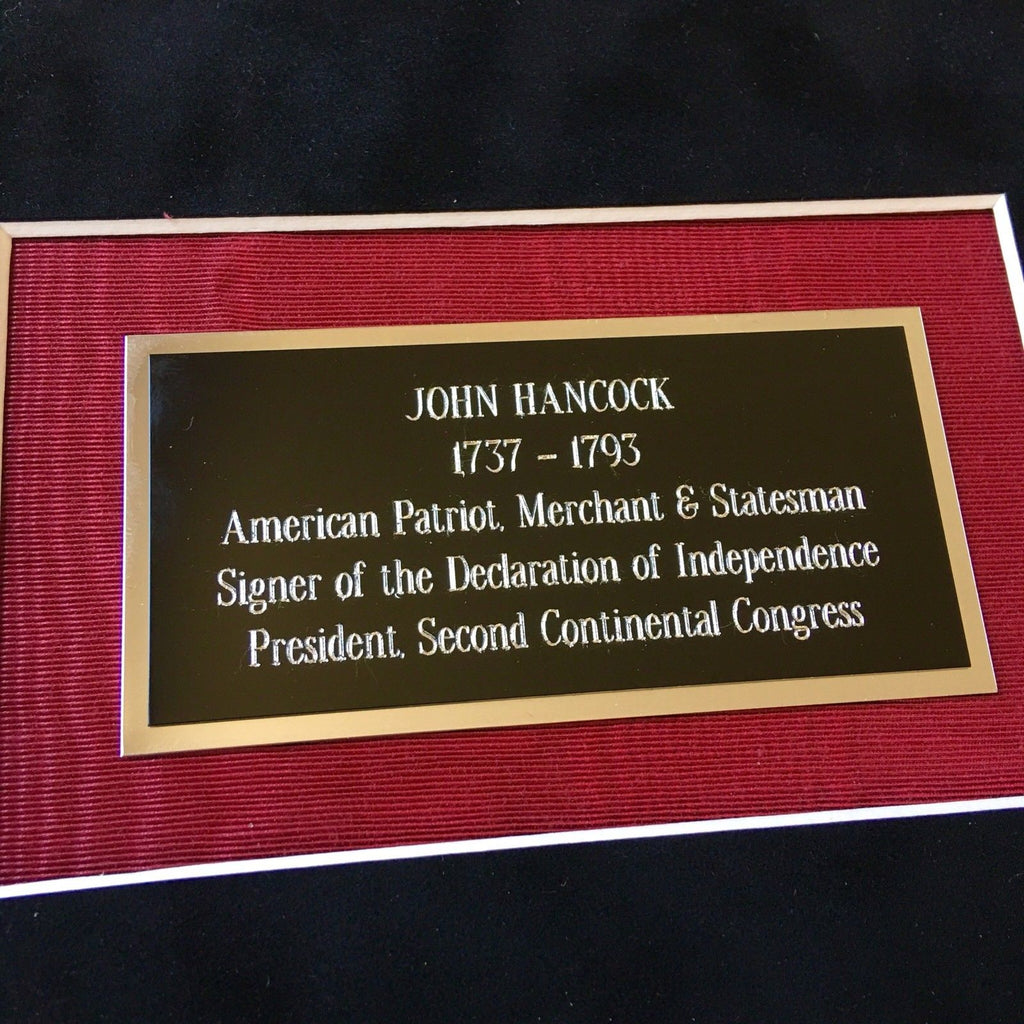 JOHN HANCOCK
1737 - 1793
American Patriot, Merchant & Statesman
Signer of the Declaration of Independence
President, Second Continental Congress